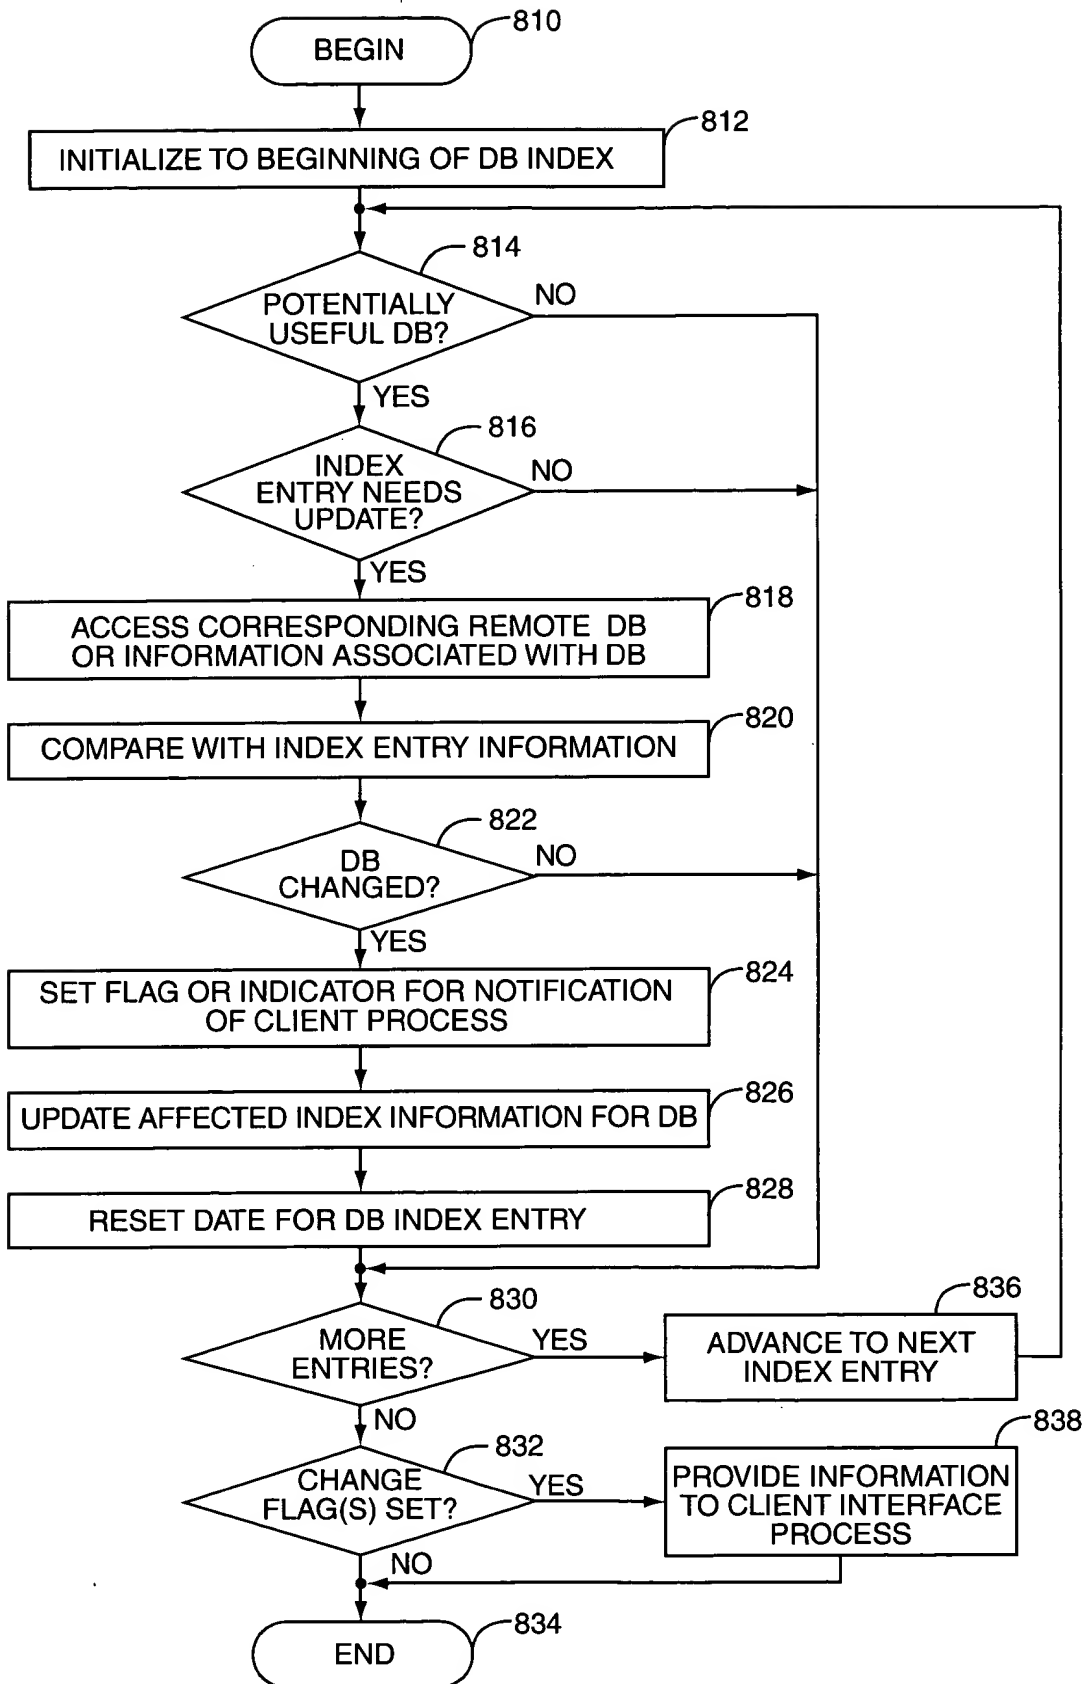 810
BEGIN
812
INITIALIZE TO BEGINNING OF DB INDEX
814
POTENTIALLY
USEFUL DB?
NO
YES
816
INDEX
ENTRY NEEDS
UPDATE?
NO
YES
818
ACCESS CORRESPONDING REMOTE DB
OR INFORMATION ASSOCIATED WITH DB
820
COMPARE WITH INDEX ENTRY INFORMATION
822
DB
CHANGED?
NO
YES
824
SET FLAG OR INDICATOR FOR NOTIFICATION
OF CLIENT PROCESS
826
UPDATE AFFECTED INDEX INFORMATION FOR DB
828
RESET DATE FOR DB INDEX ENTRY
830
MORE
ENTRIES?
YES
NO
836
ADVANCE TO NEXT
INDEX ENTRY
832
CHANGE
FLAG(S) SET?
YES
NO
838
PROVIDE INFORMATION
TO CLIENT INTERFACE
PROCESS
834
END